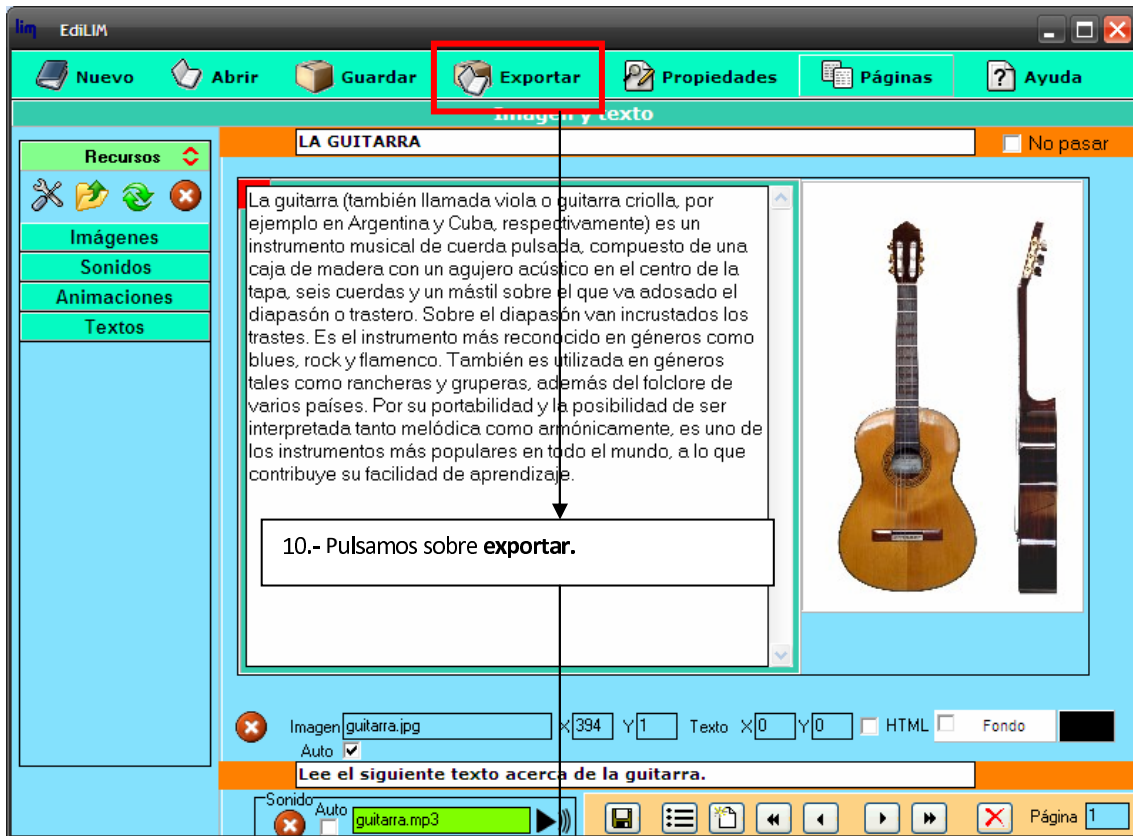 lim EdiLIM
Nuevo Abrir Guardar Exportar Propiedades Páginas Ayuda
Imagen y texto
LA GUITARRA No pasar
Recursos
Imágenes
Sonidos
Animaciones
Textos
La guitarra (también llamada viola o guitarra criolla, por
ejemplo en Argentina y Cuba, respectivamente) es un
instrumento musical de cuerda pulsada, compuesto de una
caja de madera con un agujero acústico en el centro de la
tapa, seis cuerdas y un mástil sobre el que va adosado el
diapasón o trastero. Sobre el diapasón van incrustados los
trastes. Es el instrumento más reconocido en géneros como
blues, rock y flamenco. También es utilizada en géneros
tales como rancheras y gruperas, además del folclore de
varios países. Por su portabilidad y la posibilidad de ser
interpretada tanto melódica como armónicamente, es uno de
los instrumentos más populares en todo el mundo, a lo que
contribuye su facilidad de aprendizaje.
10.- Pulsamos sobre exportar.
Imagen guitarra.jpg X 394 Y 1 Texto X 0 Y 0 HTML Fondo
Auto
Lee el siguiente texto acerca de la guitarra.
Sonido
Auto guitarra.mp3 Página 1